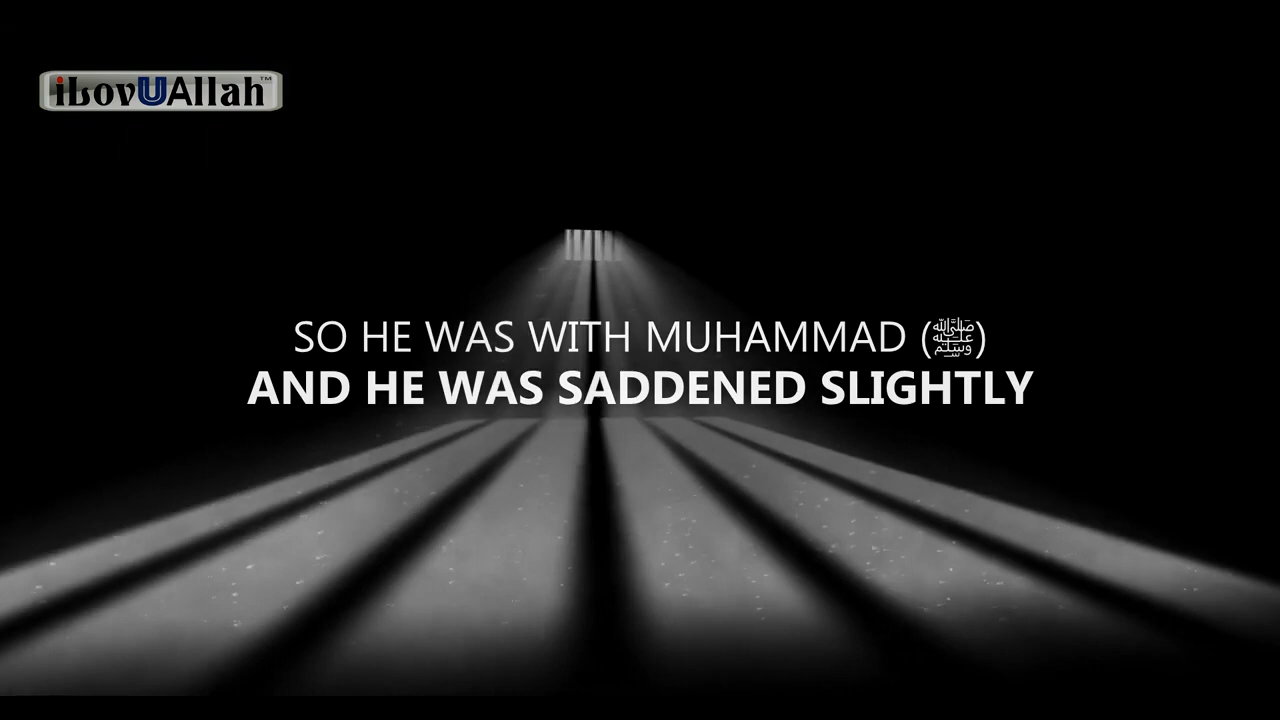 iLovUAllah™
SO HE WAS WITH MUHAMMAD (ﷺ)
AND HE WAS SADDENED SLIGHTLY